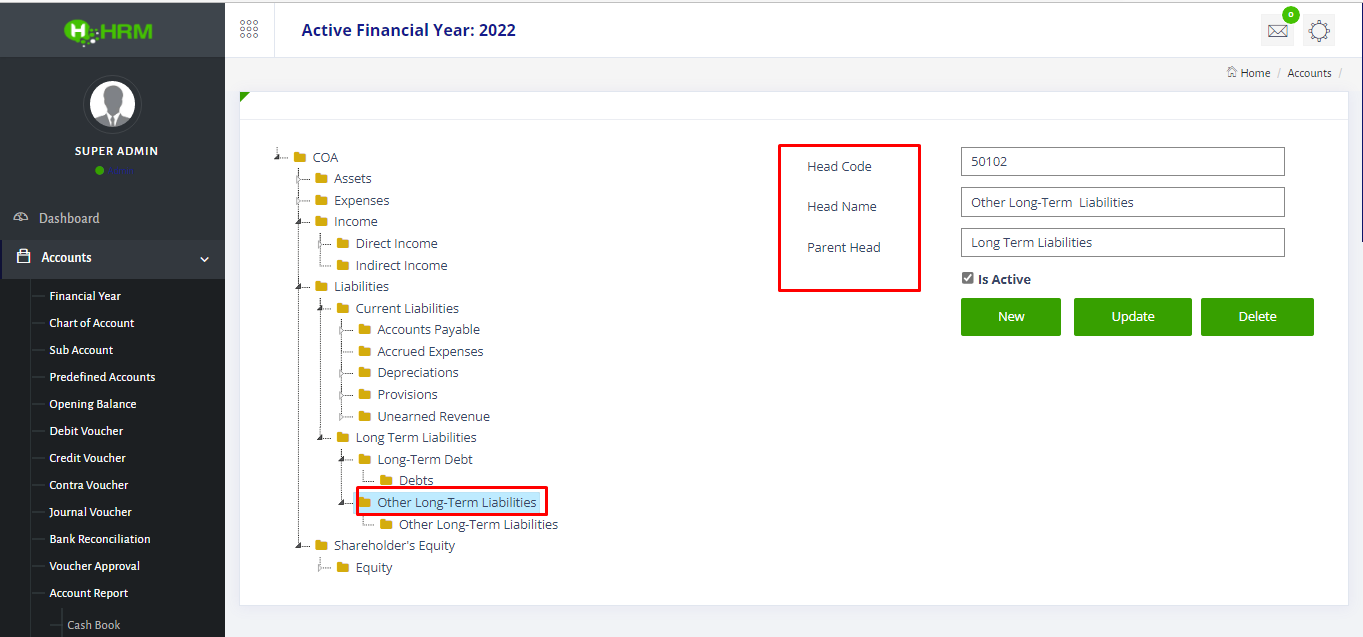 HRM
Active Financial Year: 2022
0
Home / Accounts /
SUPER ADMIN
Dashboard
Accounts
Financial Year
Chart of Account
Sub Account
Predefined Accounts
Opening Balance
Debit Voucher
Credit Voucher
Contra Voucher
Journal Voucher
Bank Reconciliation
Voucher Approval
Account Report
Cash Book
COA
Assets
Expenses
Income
Direct Income
Indirect Income
Liabilities
Current Liabilities
Accounts Payable
Accrued Expenses
Depreciations
Provisions
Unearned Revenue
Long Term Liabilities
Long-Term Debt
Debts
Other Long-Term Liabilities
Other Long-Term Liabilities
Shareholder's Equity
Equity
Head Code 50102
Head Name Other Long-Term  Liabilities
Parent Head Long Term Liabilities
Is Active
New Update Delete